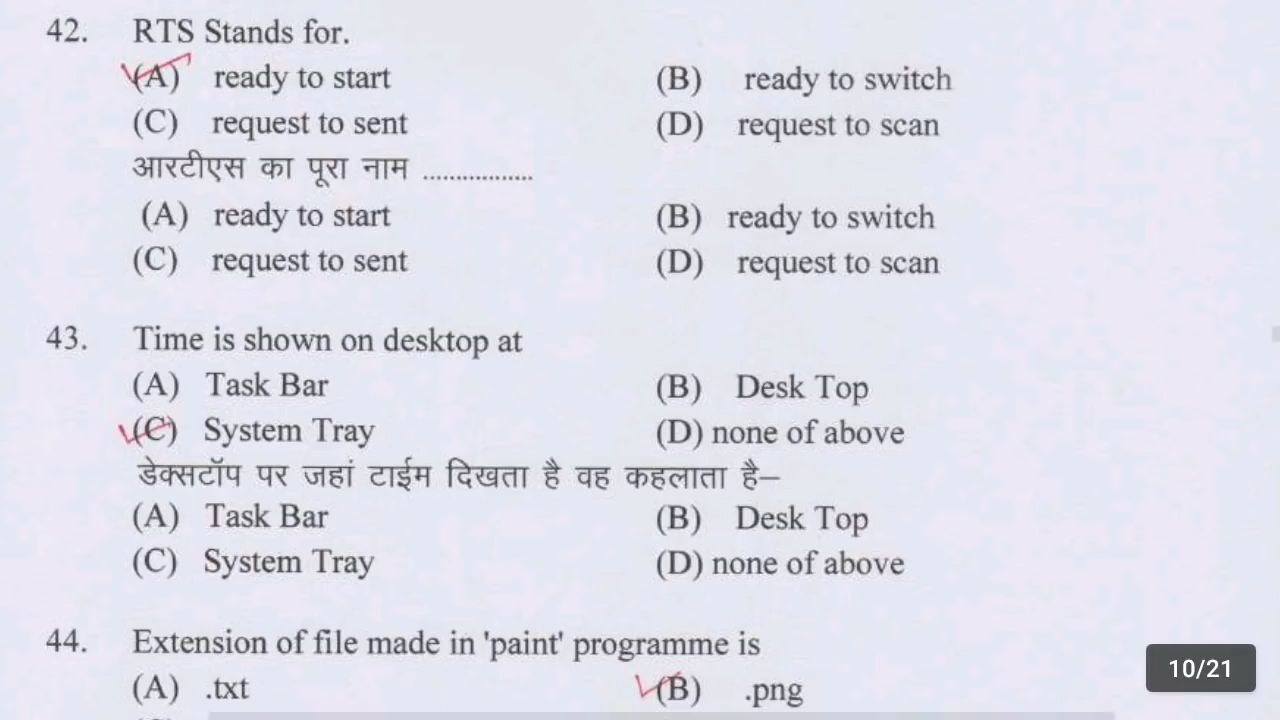 42. RTS Stands for.
(A) ready to start (B) ready to switch
(C) request to sent (D) request to scan
आरटीएस का पूरा नाम .................
(A) ready to start (B) ready to switch
(C) request to sent (D) request to scan
43. Time is shown on desktop at
(A) Task Bar (B) Desk Top
(C) System Tray (D) none of above
डेक्सटॉप पर जहां टाईम दिखता है वह कहलाता है–
(A) Task Bar (B) Desk Top
(C) System Tray (D) none of above
44. Extension of file made in 'paint' programme is
(A) .txt (B) .png
10/21